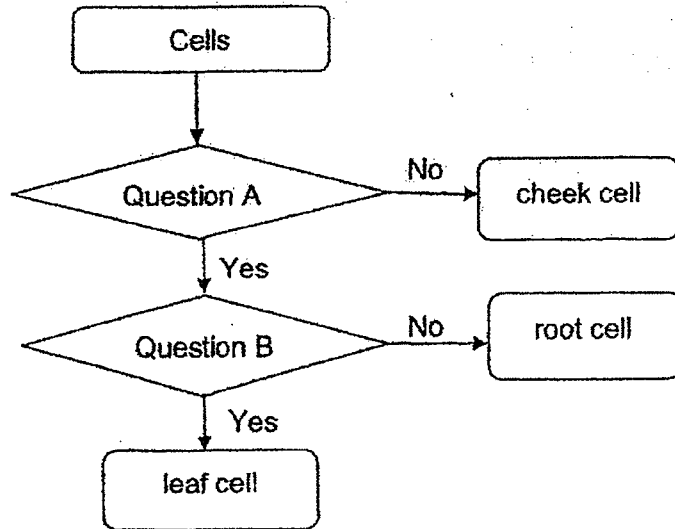 Cells
Question A
No
cheek cell
Yes
Question B
No
root cell
Yes
leaf cell